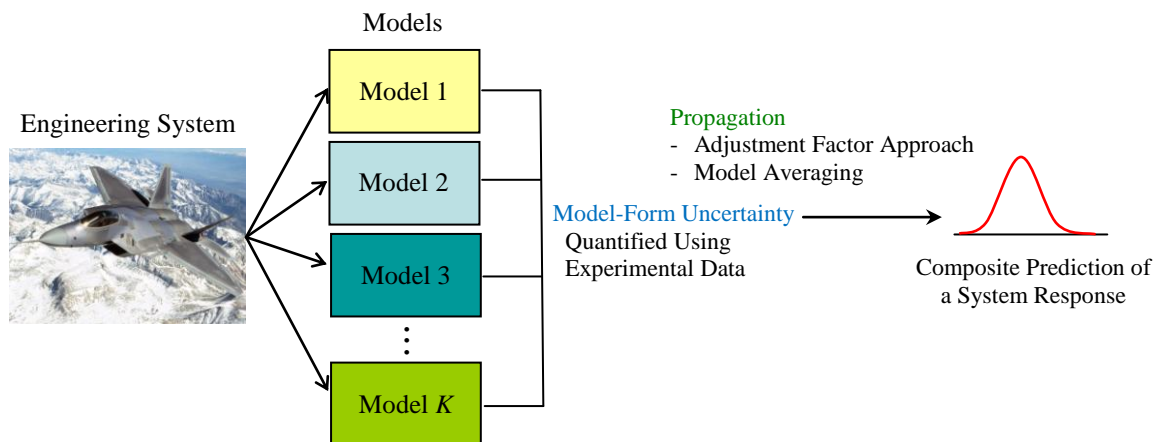 Models
Engineering System
Model 1
Model 2
Model 3
Model K
Propagation
- Adjustment Factor Approach
- Model Averaging
Model-Form Uncertainty
Quantified Using
Experimental Data
Composite Prediction of
a System Response